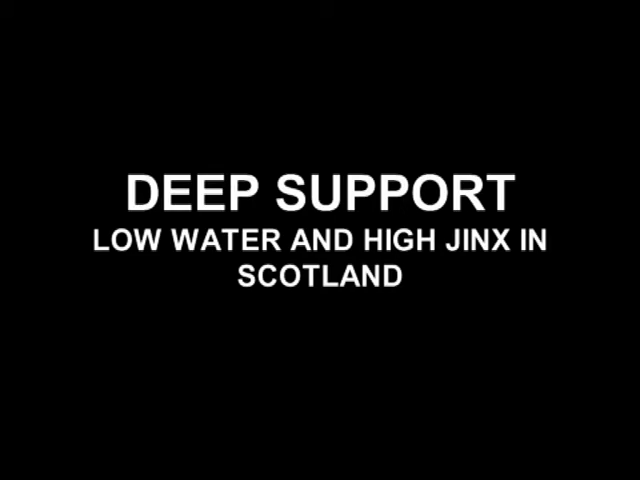 DEEP SUPPORT
LOW WATER AND HIGH JINX IN
SCOTLAND